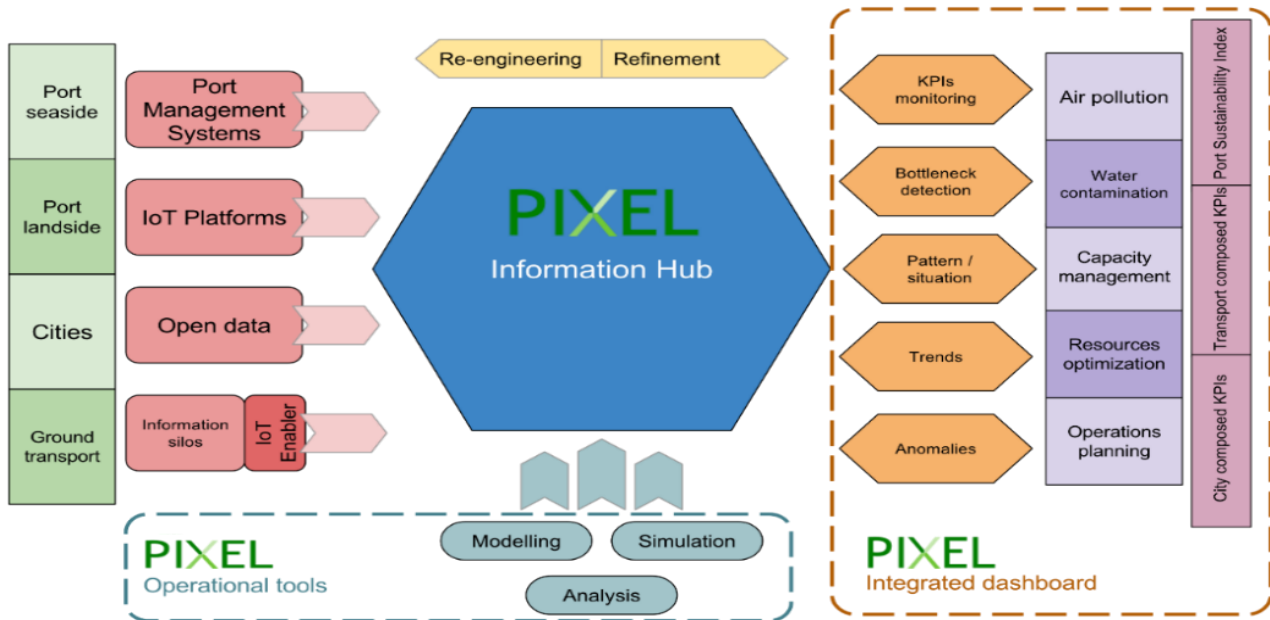 Port
seaside
Port
landside
Cities
Ground
transport
Port
Management
Systems
IoT Platforms
Open data
Information
silos
IoT
Enabler
Re-engineering
Refinement
PIXEL
Information Hub
PIXEL
Operational tools
Modelling
Simulation
Analysis
KPIs
monitoring
Bottleneck
detection
Pattern /
situation
Trends
Anomalies
Air pollution
Water
contamination
Capacity
management
Resources
optimization
Operations
planning
Port Sustainability Index
Transport composed KPIs
City composed KPIs
PIXEL
Integrated dashboard